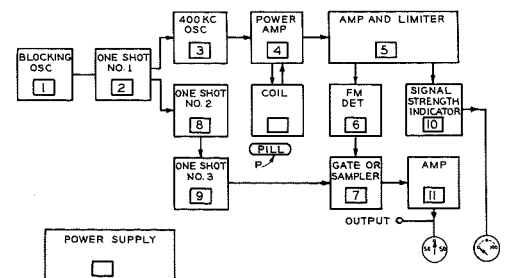 BLOCKING
OSC
1
ONE SHOT
NO. 1
2
400 KC
OSC
3
POWER
AMP
4
AMP AND LIMITER
5
ONE SHOT
NO. 2
8
COIL
PILL
P
FM
DET
6
SIGNAL
STRENGTH
INDICATOR
10
ONE SHOT
NO. 3
9
GATE OR
SAMPLER
7
AMP
11
OUTPUT
POWER SUPPLY